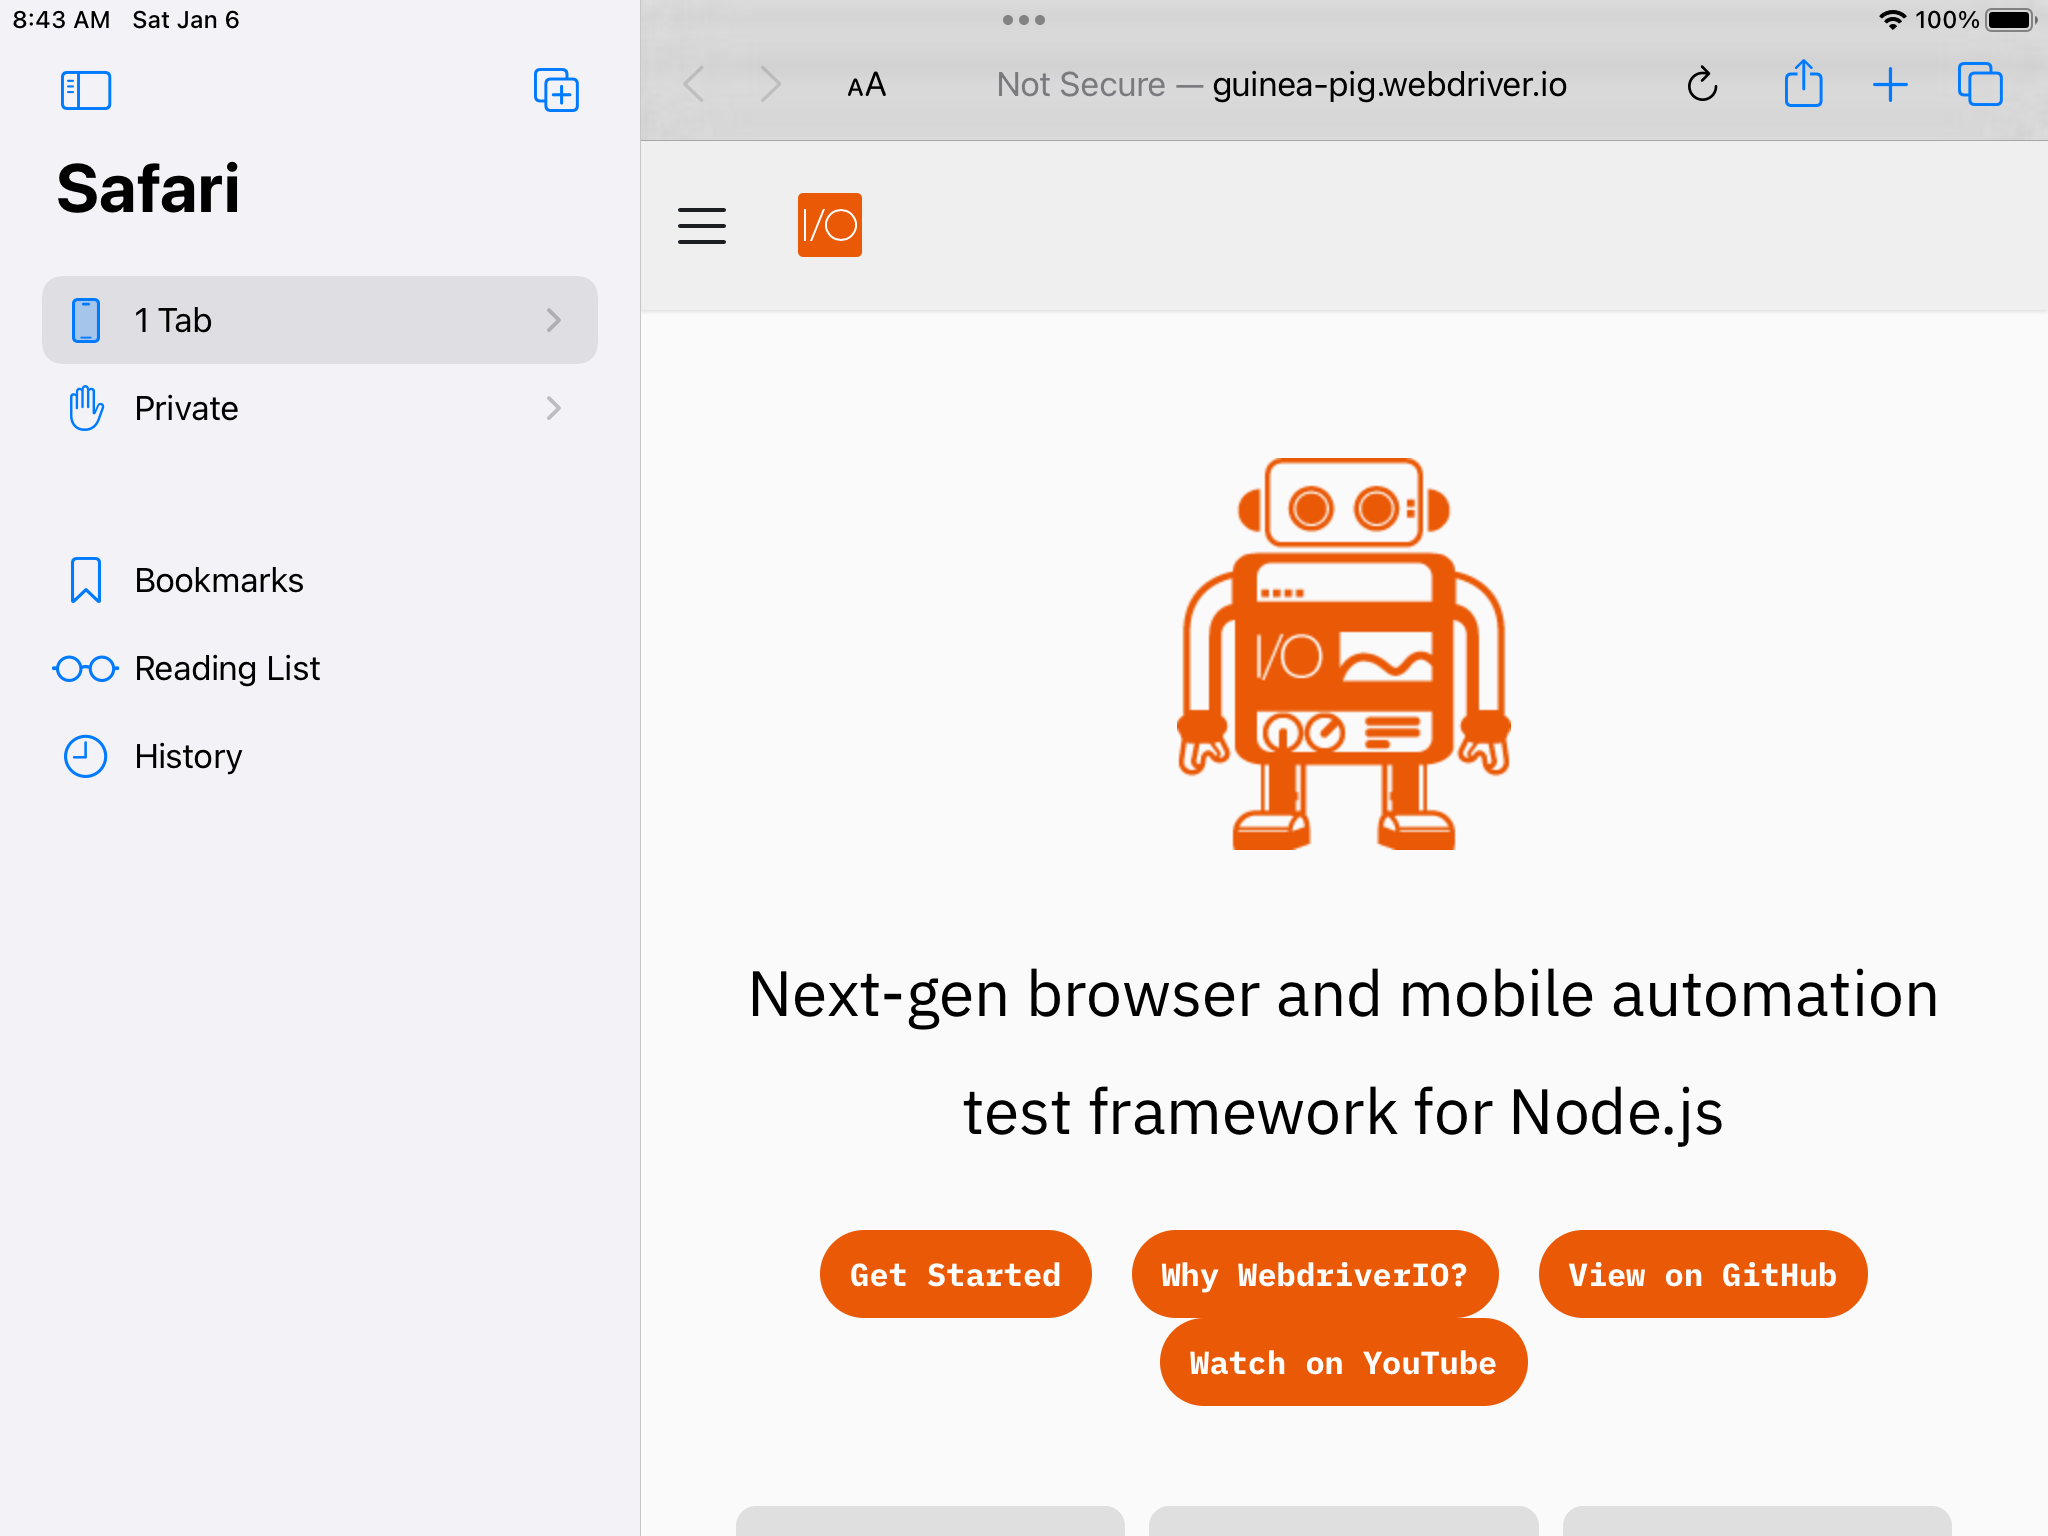 8:43 AM Sat Jan 6
100%
Safari
1 Tab
Private
Bookmarks
Reading List
History
AA
Not Secure — guinea-pig.webdriver.io
I/O
I/O
Next-gen browser and mobile automation
test framework for Node.js
Get Started
Why WebdriverIO?
View on GitHub
Watch on YouTube